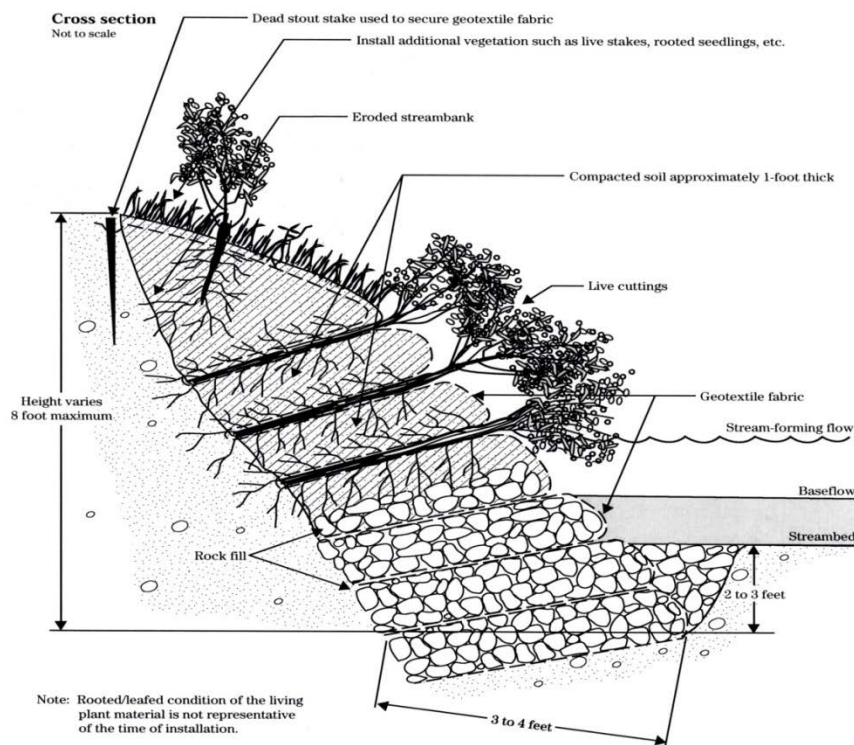 Cross section
Not to scale
Dead stout stake used to secure geotextile fabric
Install additional vegetation such as live stakes, rooted seedlings, etc.
Eroded streambank
Compacted soil approximately 1-foot thick
Live cuttings
Height varies
8 foot maximum
Geotextile fabric
Stream-forming flow
Baseflow
Streambed
Rock fill
2 to 3 feet
3 to 4 feet
Note: Rooted/leafed condition of the living
plant material is not representative
of the time of installation.